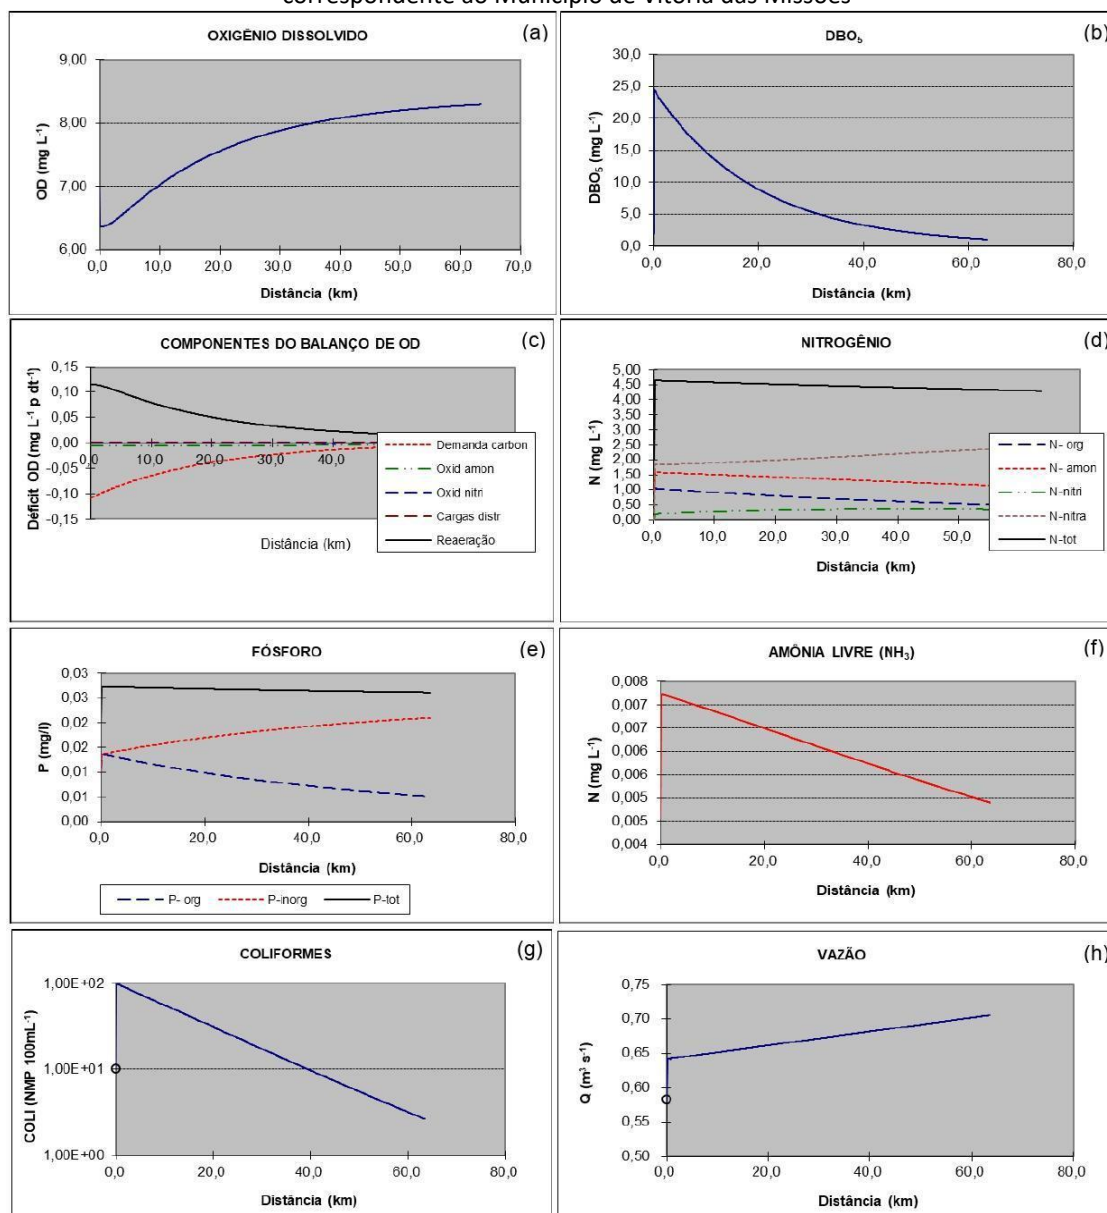 correspondente ao Município de Vitória das Missões
OXIGÊNIO DISSOLVIDO
(a)
9,00
8,00
7,00
6,00
OD (mg L-1)
0,0 10,0 20,0 30,0 40,0 50,0 60,0 70,0
Distância (km)
DBO5
(b)
30,0
25,0
20,0
15,0
10,0
5,0
0,0
DBO5 (mg L-1)
0,0 20,0 40,0 60,0 80,0
Distância (km)
COMPONENTES DO BALANÇO DE OD
(c)
0,15
0,10
0,05
0,00
-0,05
-0,10
-0,15
Déficit OD (mg L-1 p dt-1)
0,0 10,0 20,0 30,0 40,0
Demanda carbon
Oxid amon
Oxid nitri
Cargas distr
Reaeração
Distância (km)
NITROGÊNIO
(d)
5,00
4,50
4,00
3,50
3,00
2,50
2,00
1,50
1,00
0,50
0,00
N (mg L-1)
0,0 10,0 20,0 30,0 40,0 50,0
N- org
N- amon
N-nitri
N-nitra
N-tot
Distância (km)
FÓSFORO
(e)
0,03
0,03
0,02
0,02
0,01
0,01
0,00
P (mg/l)
0,0 20,0 40,0 60,0 80,0
Distância (km)
P- org P-inorg P-tot
AMÔNIA LIVRE (NH3)
(f)
0,008
0,007
0,007
0,006
0,006
0,005
0,005
0,004
N (mg L-1)
0,0 20,0 40,0 60,0 80,0
Distância (km)
COLIFORMES
(g)
1,00E+02
1,00E+01
1,00E+00
COLI (NMP 100mL-1)
0,0 20,0 40,0 60,0 80,0
Distância (km)
VAZÃO
(h)
0,75
0,70
0,65
0,60
0,55
0,50
Q (m3 s-1)
0,0 20,0 40,0 60,0 80,0
Distância (km)